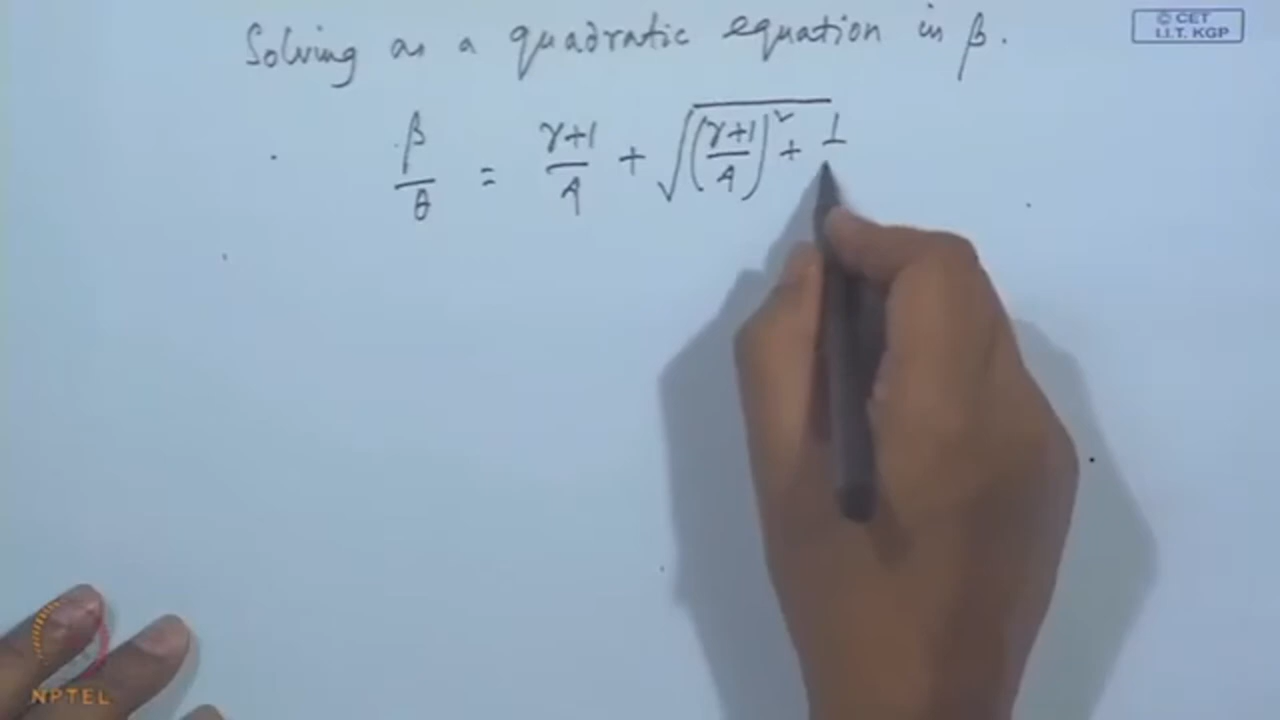 Solving as a quadratic equation in β.
© CET
I.I.T. KGP
β/θ = γ+1/4 + √(γ+1/4)² + 1
NPTEL